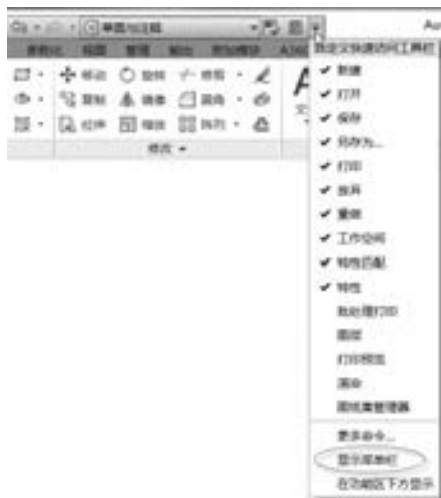 草图与注释
参数化 视图 管理 输出 附加模块 A360
移动 旋转 修剪
复制 镜像 圆角
拉伸 缩放 阵列
修改
自定义快速访问工具栏
新建
打开
保存
另存为...
打印
放弃
重做
工作空间
特性匹配
特性
批处理打印
图层
打印预览
渲染
图纸集管理器
更多命令...
显示菜单栏
在功能区下方显示